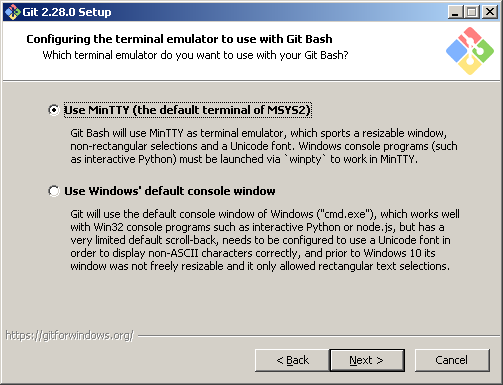 Git 2.28.0 Setup
Configuring the terminal emulator to use with Git Bash
Which terminal emulator do you want to use with your Git Bash?
Use MinTTY (the default terminal of MSYS2)
Git Bash will use MinTTY as terminal emulator, which sports a resizable window,
non-rectangular selections and a Unicode font. Windows console programs (such
as interactive Python) must be launched via `winpty` to work in MinTTY.
Use Windows' default console window
Git will use the default console window of Windows ("cmd.exe"), which works well
with Win32 console programs such as interactive Python or node.js, but has a
very limited default scroll-back, needs to be configured to use a Unicode font in
order to display non-ASCII characters correctly, and prior to Windows 10 its
window was not freely resizable and it only allowed rectangular text selections.
https://gitforwindows.org/
< Back
Next >
Cancel